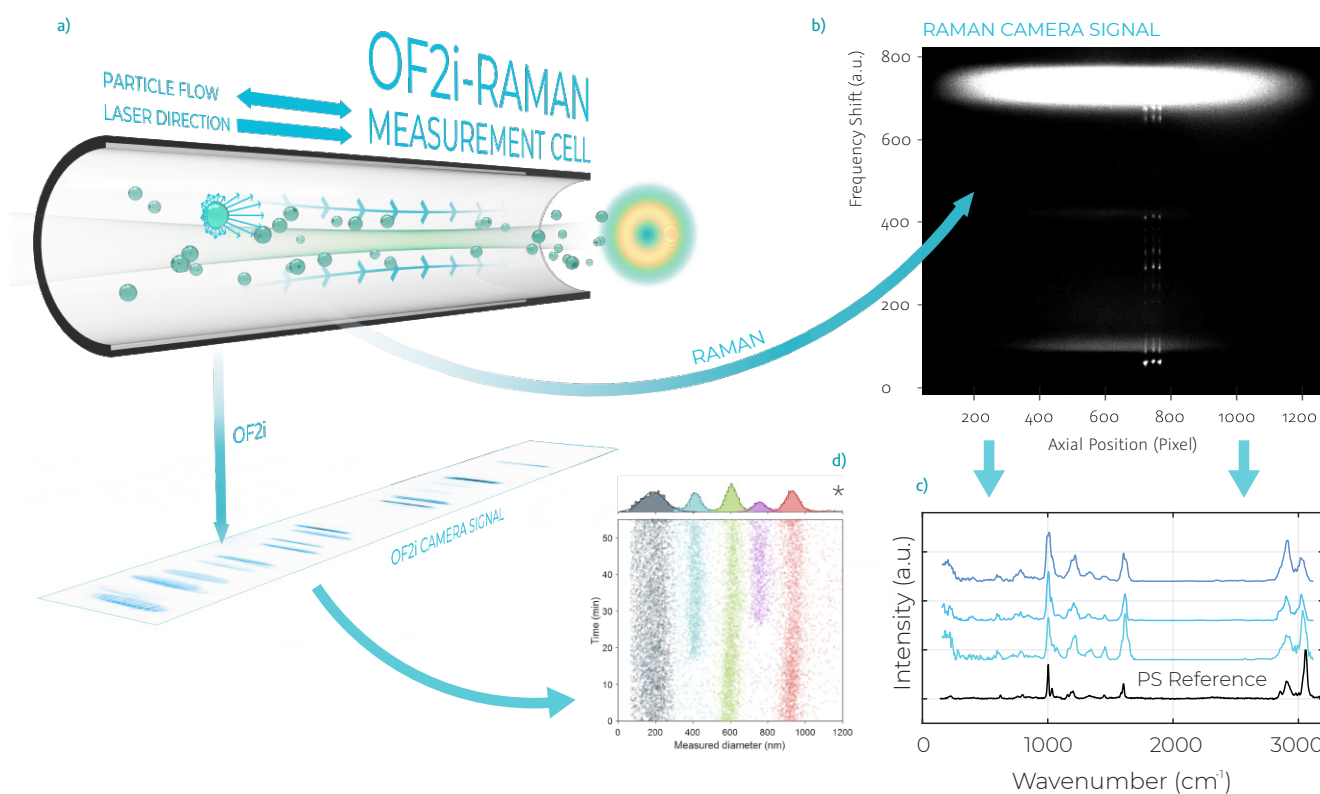 a)
OF2i-RAMAN
MEASUREMENT CELL
PARTICLE FLOW
LASER DIRECTION
RAMAN
OF2i
OF2i CAMERA SIGNAL
b)
RAMAN CAMERA SIGNAL
Frequency Shift (a.u.)
800
600
400
200
0
200 400 600 800 1000 1200
Axial Position (Pixel)
c)
Intensity (a.u.)
PS Reference
0 1000 2000 3000
Wavenumber (cm⁻¹)
d)
*
Time (min)
50
40
30
20
10
0
0 200 400 600 800 1000 1200
Measured diameter (nm)